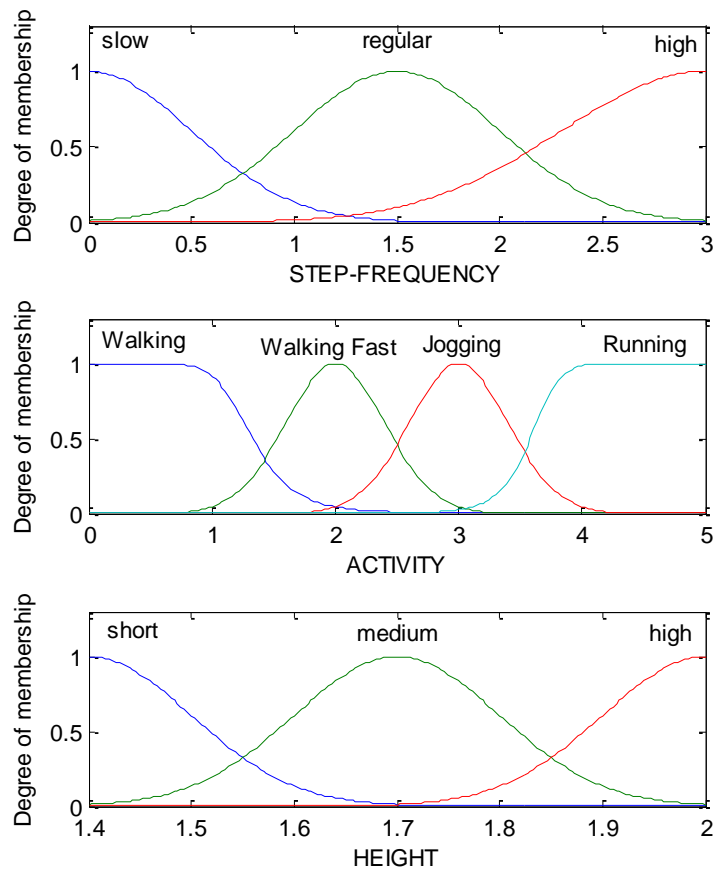 slow regular high
Degree of membership
1
0.5
0
0 0.5 1 1.5 2 2.5 3
STEP-FREQUENCY
Walking Walking Fast Jogging Running
Degree of membership
1
0.5
0
0 1 2 3 4 5
ACTIVITY
short medium high
Degree of membership
1
0.5
0
1.4 1.5 1.6 1.7 1.8 1.9 2
HEIGHT